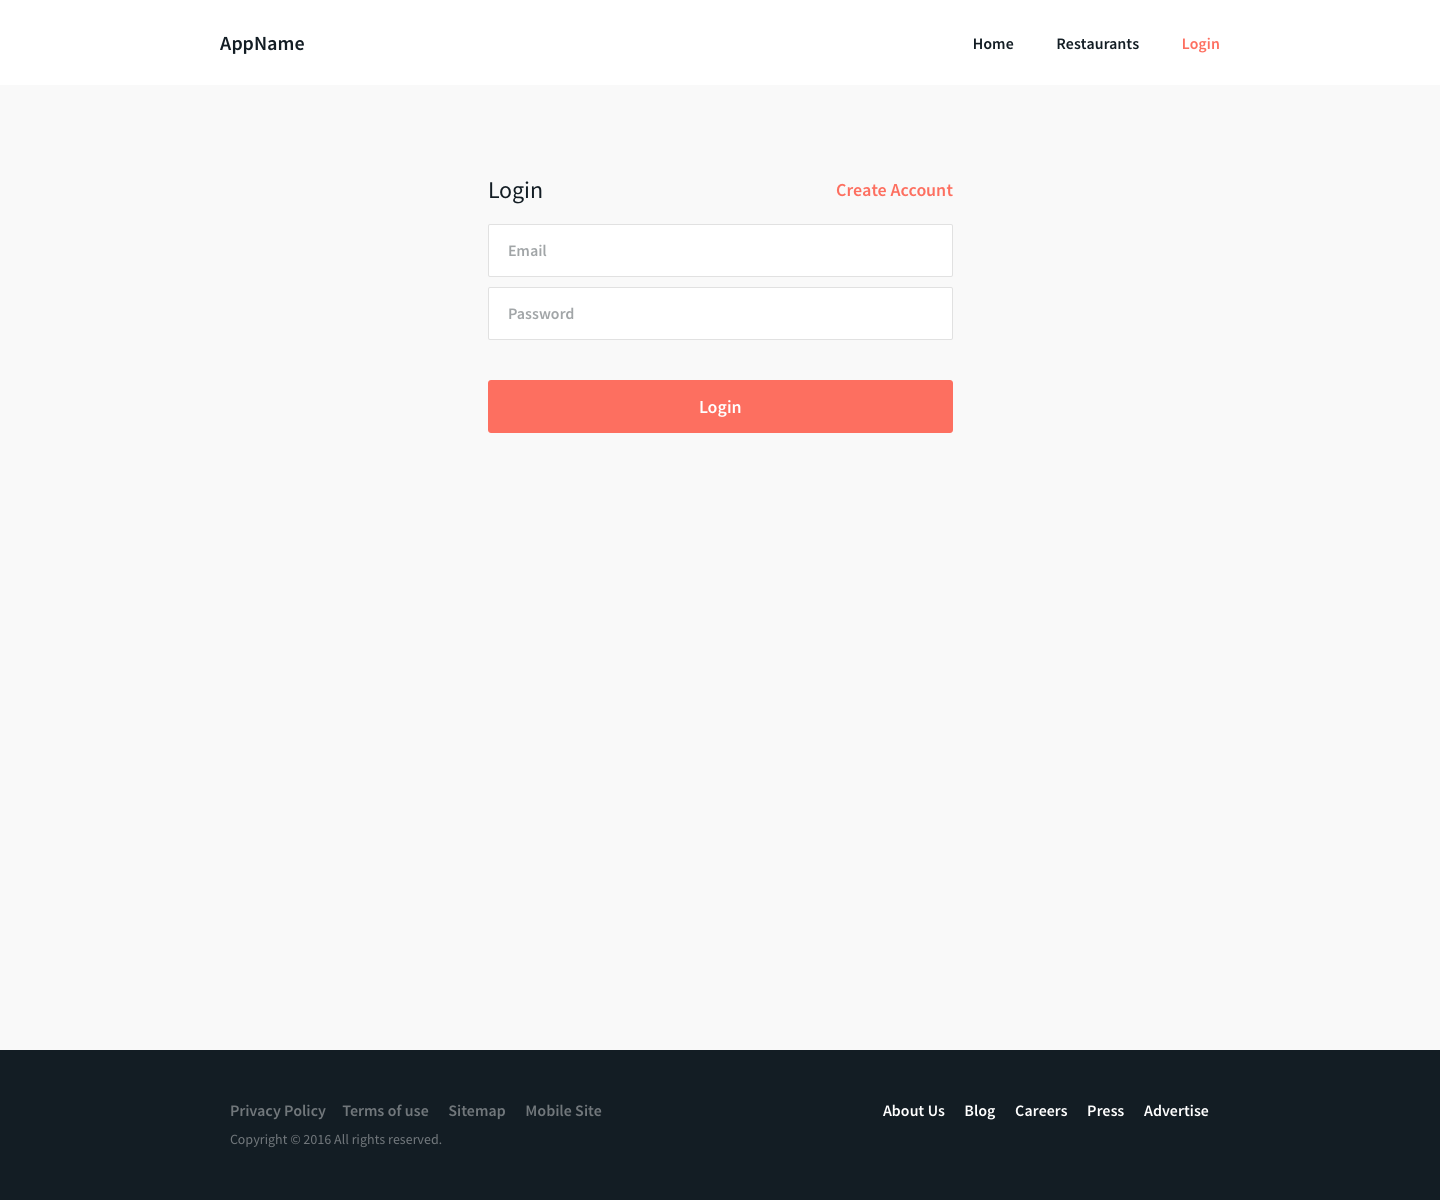 AppName Home Restaurants Login
Login Create Account
Email
Password
Login
Privacy Policy Terms of use Sitemap Mobile Site About Us Blog Careers Press Advertise
Copyright © 2016 All rights reserved.